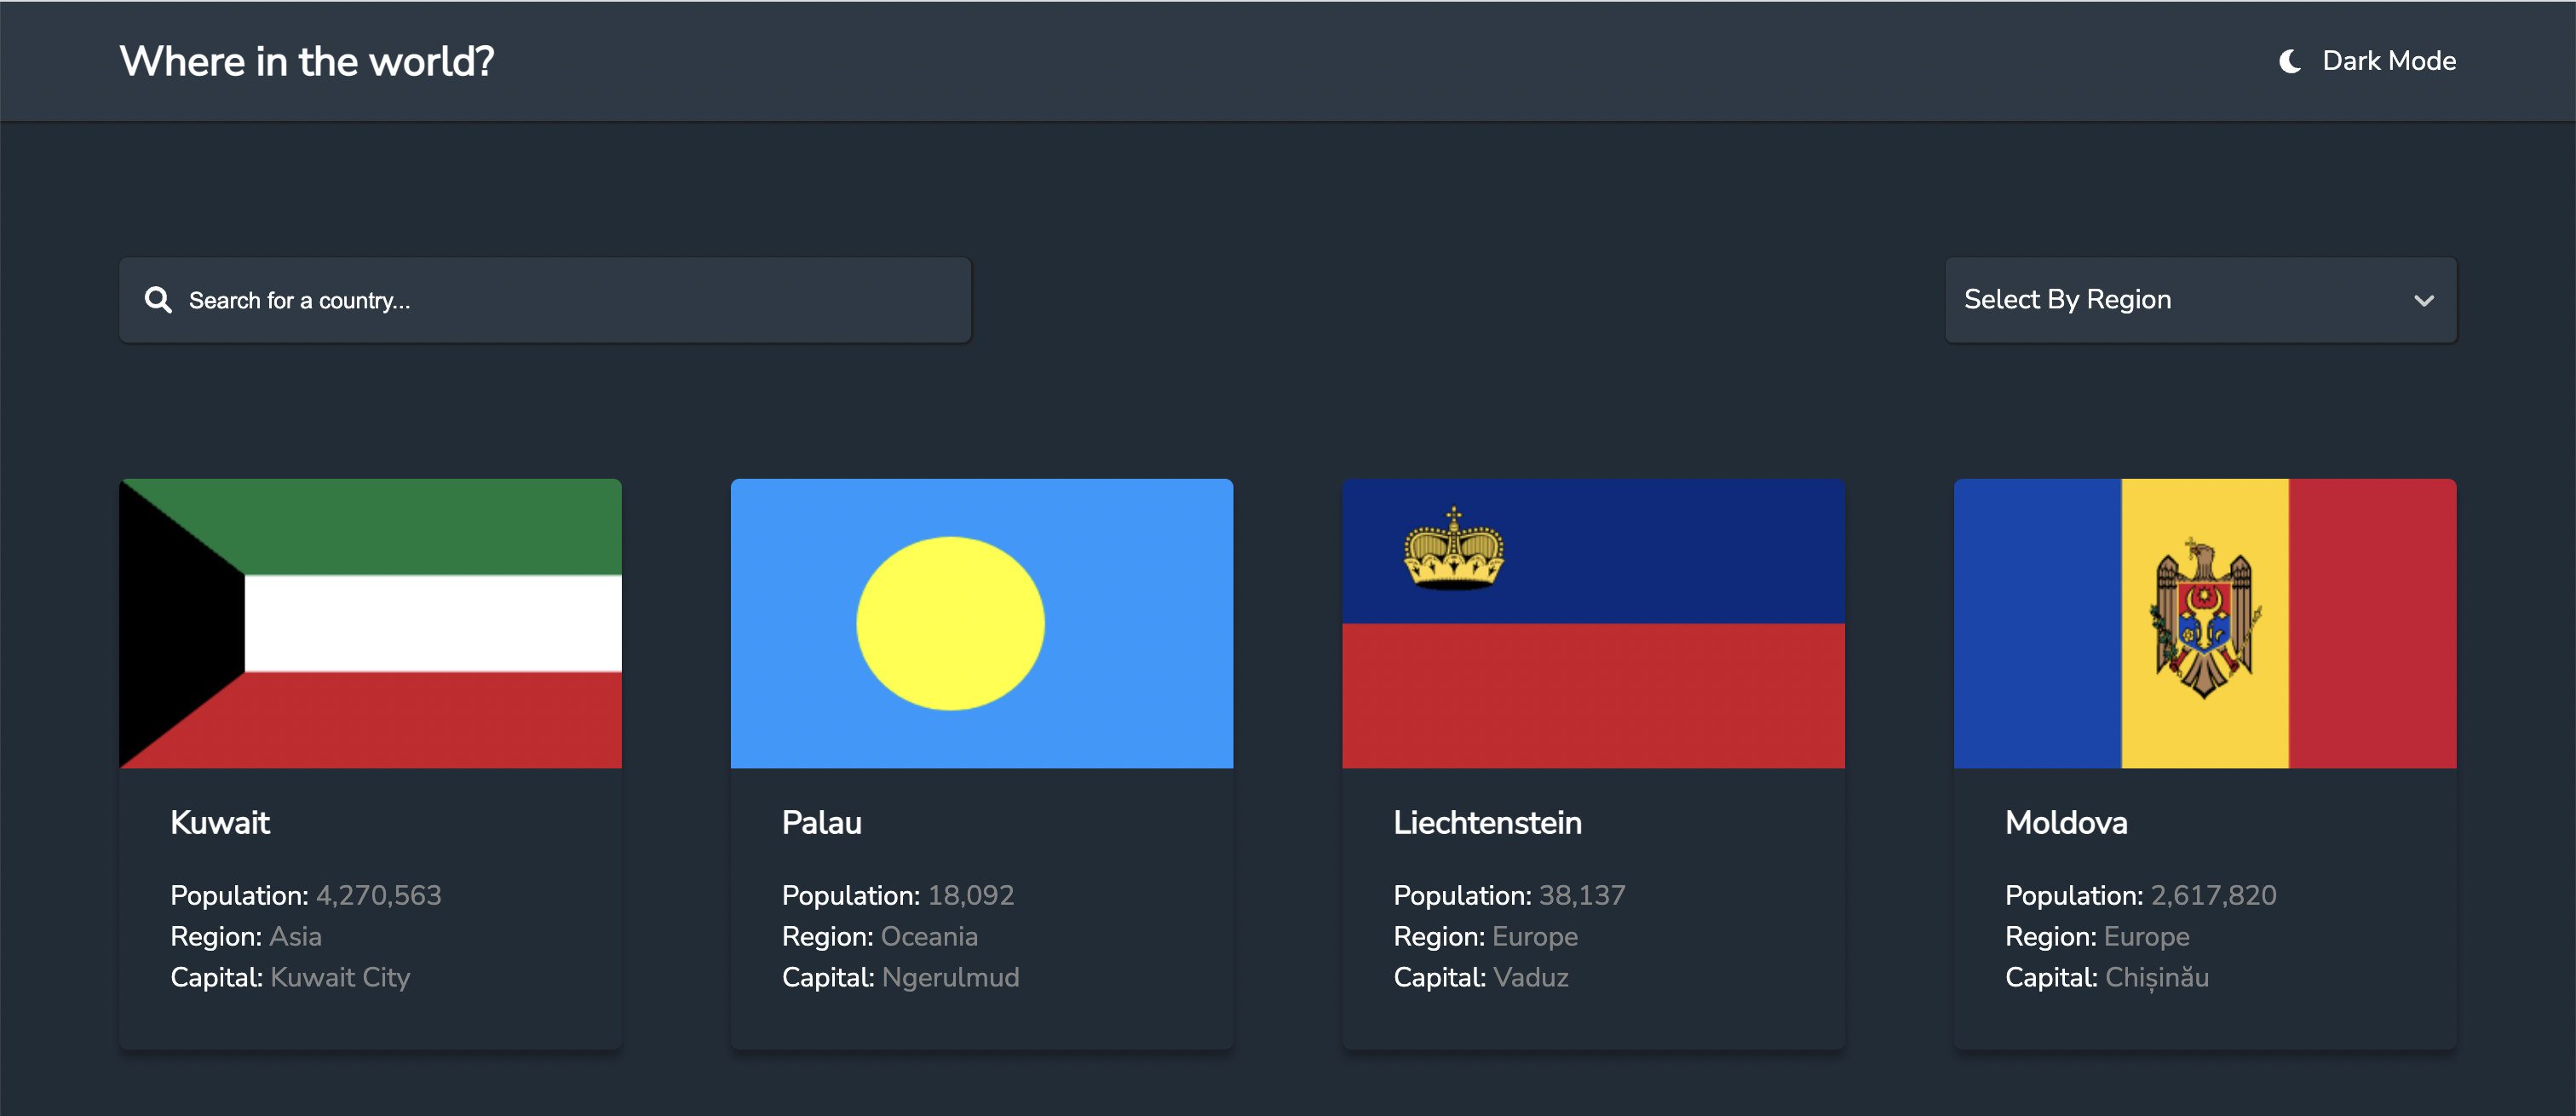 Where in the world?
Dark Mode
Search for a country...
Select By Region
Kuwait
Population: 4,270,563
Region: Asia
Capital: Kuwait City
Palau
Population: 18,092
Region: Oceania
Capital: Ngerulmud
Liechtenstein
Population: 38,137
Region: Europe
Capital: Vaduz
Moldova
Population: 2,617,820
Region: Europe
Capital: Chișinău